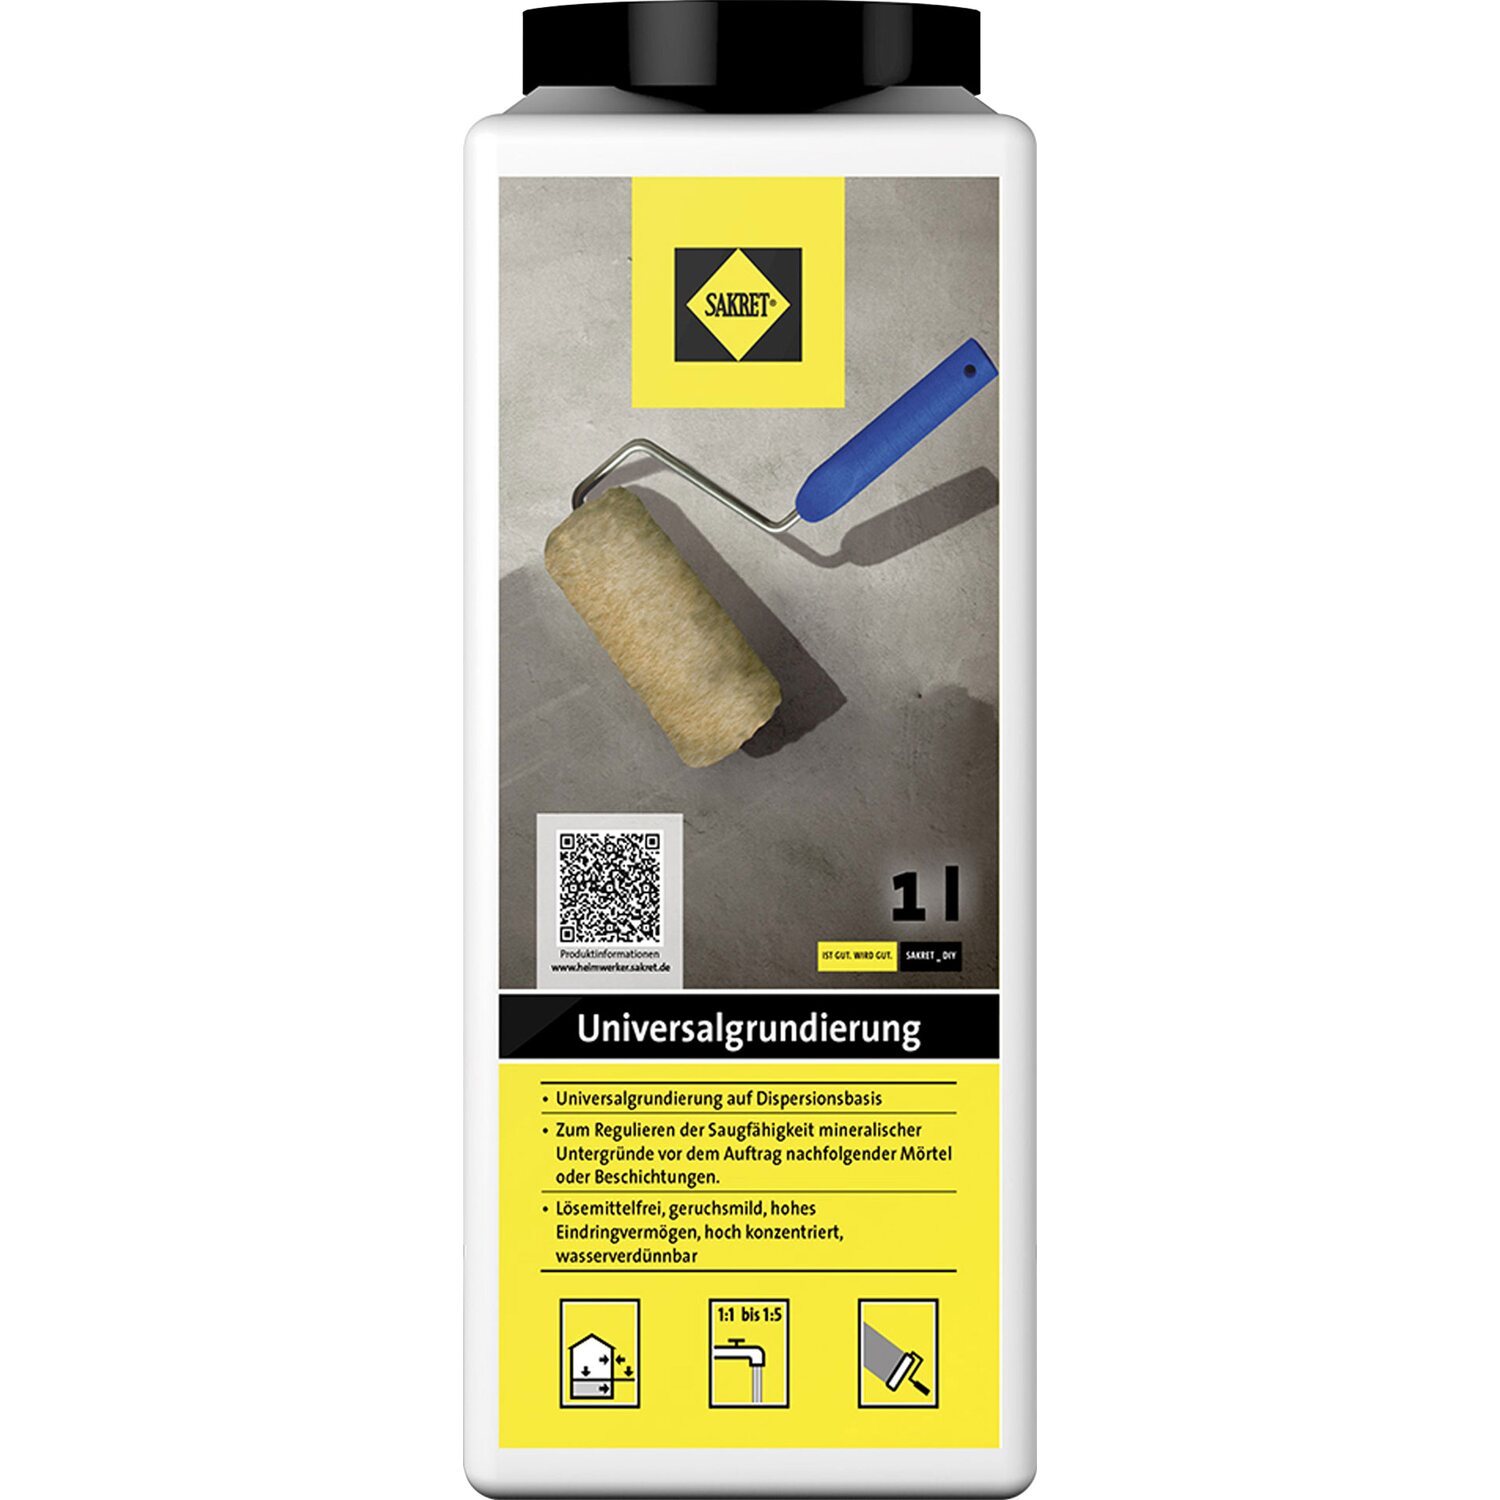 SAKRET®
1 l
Produktinformationen
www.heimwerker.sakret.de
IST GUT. WIRD GUT.
SAKRET _ DIY
Universalgrundierung
• Universalgrundierung auf Dispersionsbasis
• Zum Regulieren der Saugfähigkeit mineralischer
Untergründe vor dem Auftrag nachfolgender Mörtel
oder Beschichtungen.
• Lösemittelfrei, geruchsmild, hohes
Eindringvermögen, hoch konzentriert,
wasserverdünnbar
1:1 bis 1:5